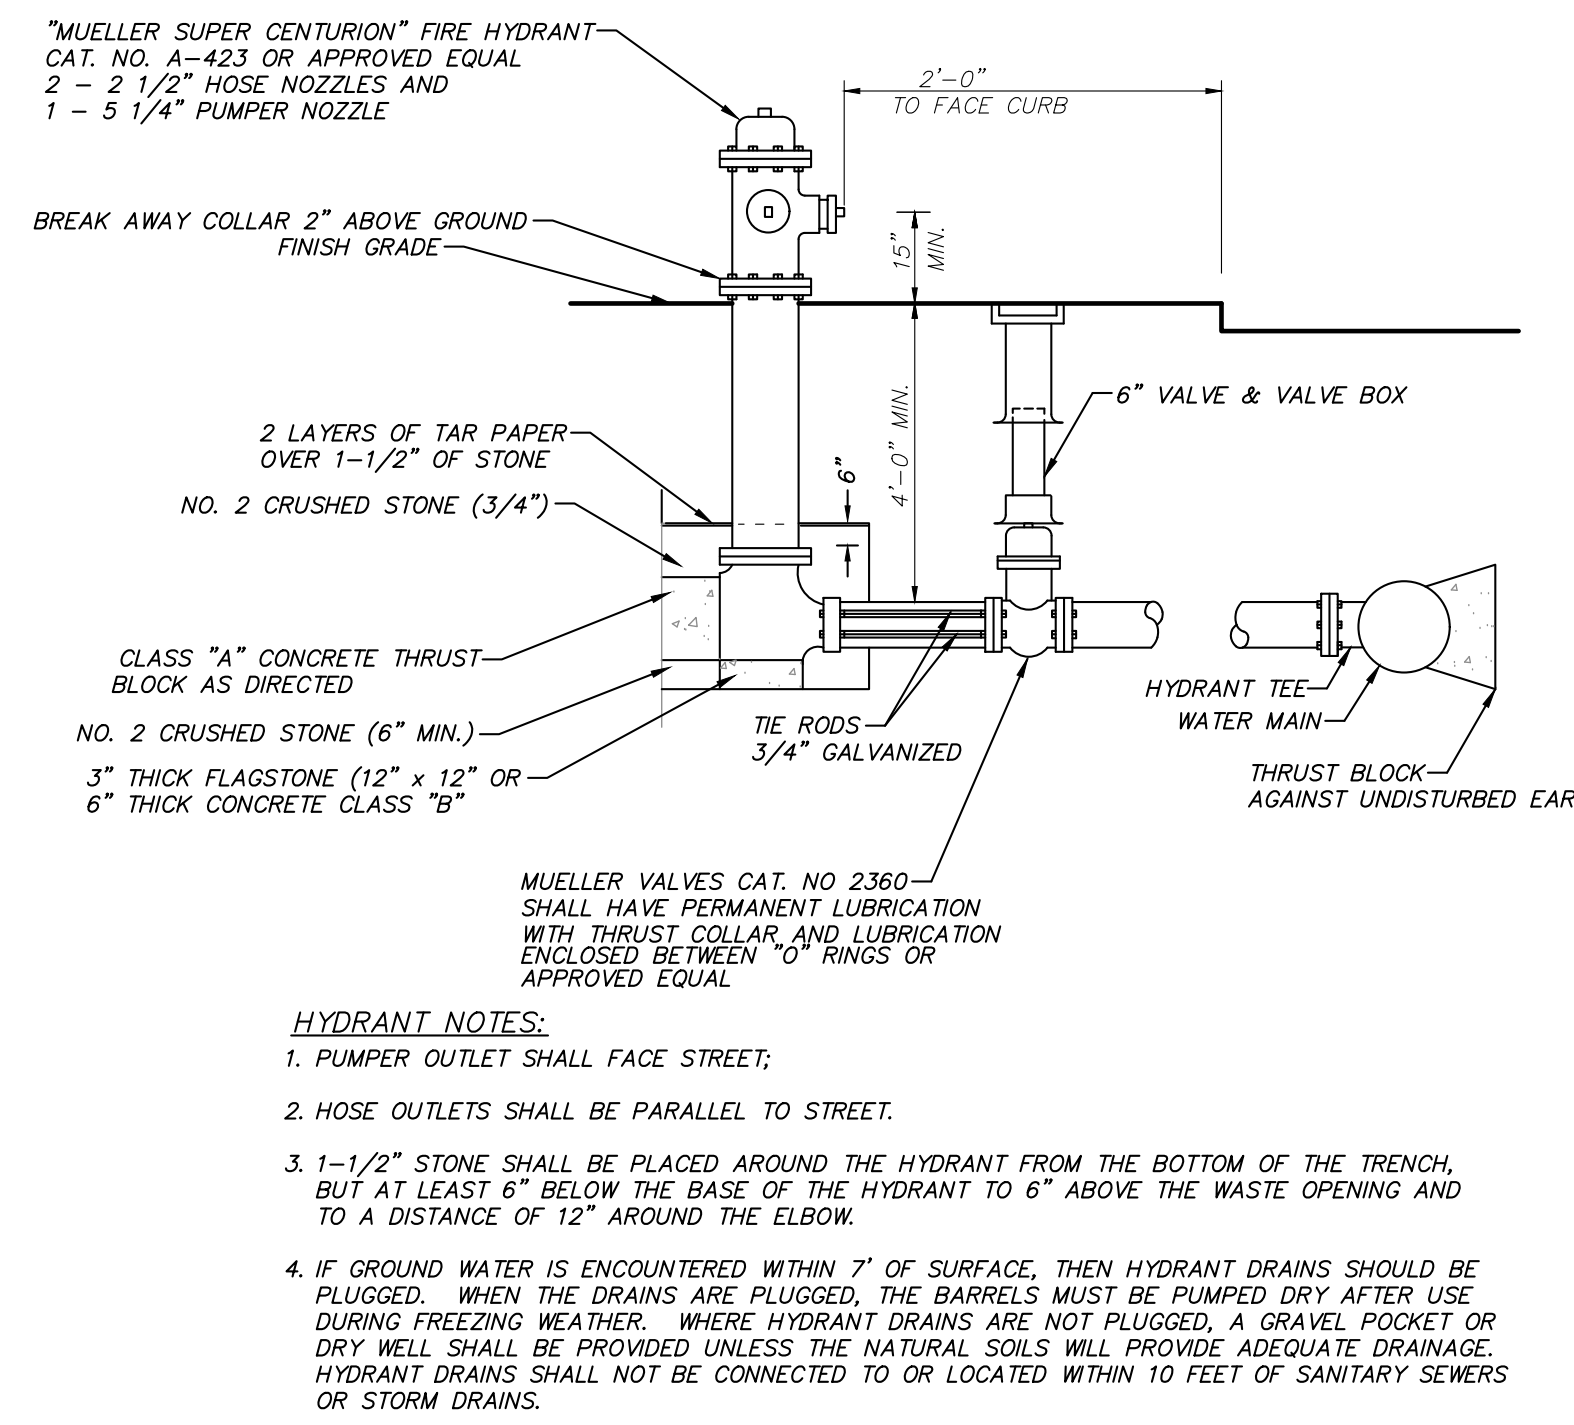 "MUELLER SUPER CENTURION" FIRE HYDRANT
CAT. NO. A-423 OR APPROVED EQUAL
2 - 2 1/2" HOSE NOZZLES AND
1 - 5 1/4" PUMPER NOZZLE
2'-0"
TO FACE CURB
BREAK AWAY COLLAR 2" ABOVE GROUND
FINISH GRADE
15"
MIN.
6" VALVE & VALVE BOX
4'-0" MIN.
2 LAYERS OF TAR PAPER
OVER 1-1/2" OF STONE
6"
NO. 2 CRUSHED STONE (3/4")
CLASS "A" CONCRETE THRUST
BLOCK AS DIRECTED
NO. 2 CRUSHED STONE (6" MIN.)
3" THICK FLAGSTONE (12" x 12" OR
6" THICK CONCRETE CLASS "B"
TIE RODS
3/4" GALVANIZED
HYDRANT TEE
WATER MAIN
THRUST BLOCK
AGAINST UNDISTURBED EAR
MUELLER VALVES CAT. NO 2360
SHALL HAVE PERMANENT LUBRICATION
WITH THRUST COLLAR AND LUBRICATION
ENCLOSED BETWEEN "O" RINGS OR
APPROVED EQUAL
HYDRANT NOTES:
1. PUMPER OUTLET SHALL FACE STREET;
2. HOSE OUTLETS SHALL BE PARALLEL TO STREET.
3. 1-1/2" STONE SHALL BE PLACED AROUND THE HYDRANT FROM THE BOTTOM OF THE TRENCH,
BUT AT LEAST 6" BELOW THE BASE OF THE HYDRANT TO 6" ABOVE THE WASTE OPENING AND
TO A DISTANCE OF 12" AROUND THE ELBOW.
4. IF GROUND WATER IS ENCOUNTERED WITHIN 7' OF SURFACE, THEN HYDRANT DRAINS SHOULD BE
PLUGGED. WHEN THE DRAINS ARE PLUGGED, THE BARRELS MUST BE PUMPED DRY AFTER USE
DURING FREEZING WEATHER. WHERE HYDRANT DRAINS ARE NOT PLUGGED, A GRAVEL POCKET OR
DRY WELL SHALL BE PROVIDED UNLESS THE NATURAL SOILS WILL PROVIDE ADEQUATE DRAINAGE.
HYDRANT DRAINS SHALL NOT BE CONNECTED TO OR LOCATED WITHIN 10 FEET OF SANITARY SEWERS
OR STORM DRAINS.